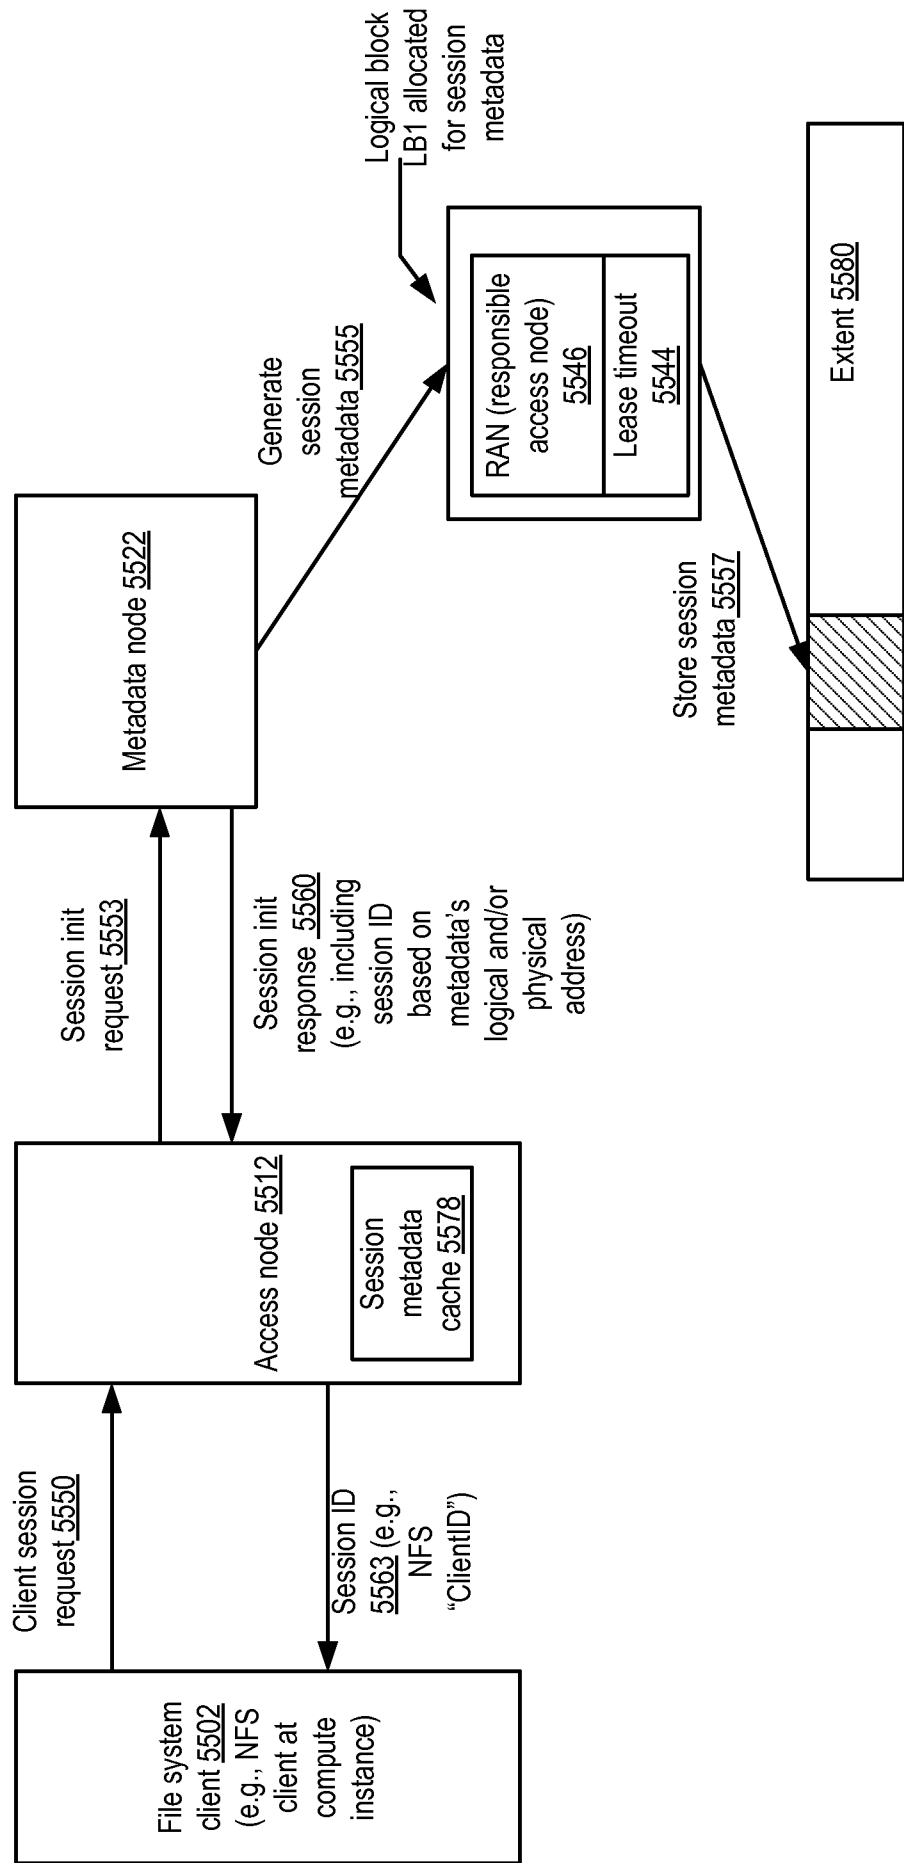 File system
client 5502
(e.g., NFS
client at
compute
instance)
Client session
request 5550
Session ID
5563 (e.g.,
NFS
“ClientID”)
Access node 5512
Session
metadata
cache 5578
Session init
request 5553
Session init
response 5560
(e.g., including
session ID
based on
metadata’s
logical and/or
physical
address)
Metadata node 5522
Generate
session
metadata 5555
Logical block
LB1 allocated
for session
metadata
RAN (responsible
access node)
5546
Lease timeout
5544
Store session
metadata 5557
Extent 5580